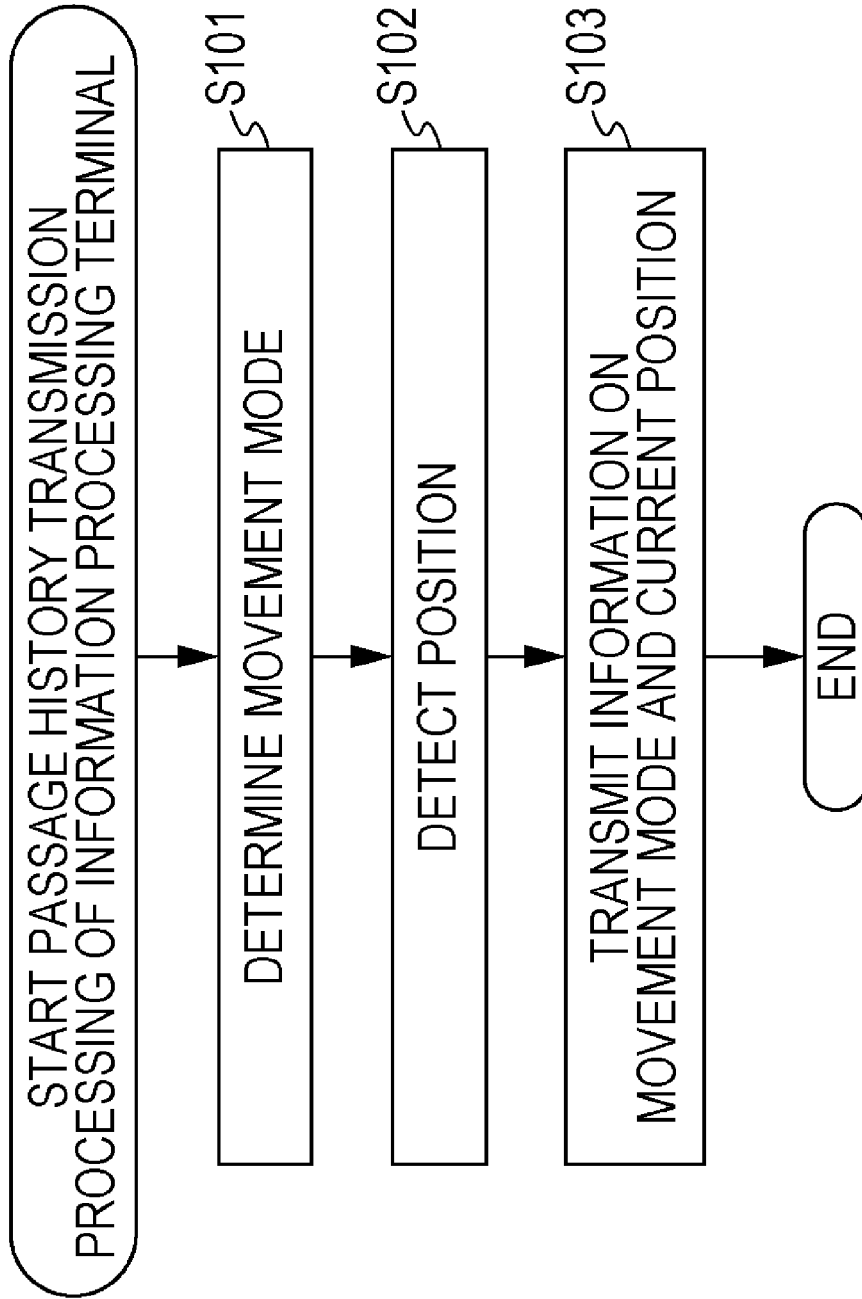 START PASSAGE HISTORY TRANSMISSION
PROCESSING OF INFORMATION PROCESSING TERMINAL
DETERMINE MOVEMENT MODE
S101
DETECT POSITION
S102
TRANSMIT INFORMATION ON
MOVEMENT MODE AND CURRENT POSITION
S103
END